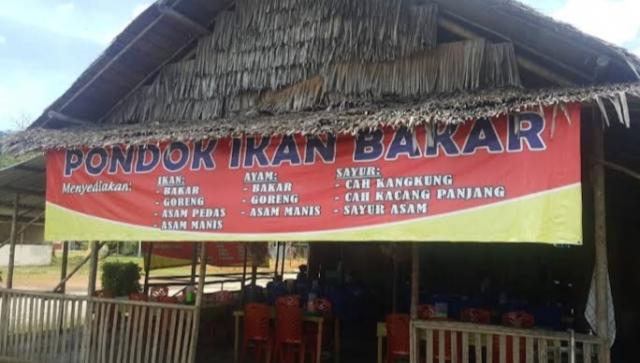 PONDOK IKAN BAKAR
Menyediakan:
IKAN:
- BAKAR
- GORENG
- ASAM PEDAS
- ASAM MANIS
AYAM:
- BAKAR
- GORENG
- ASAM MANIS
SAYUR:
- CAH KANGKUNG
- CAH KACANG PANJANG
- SAYUR ASAM